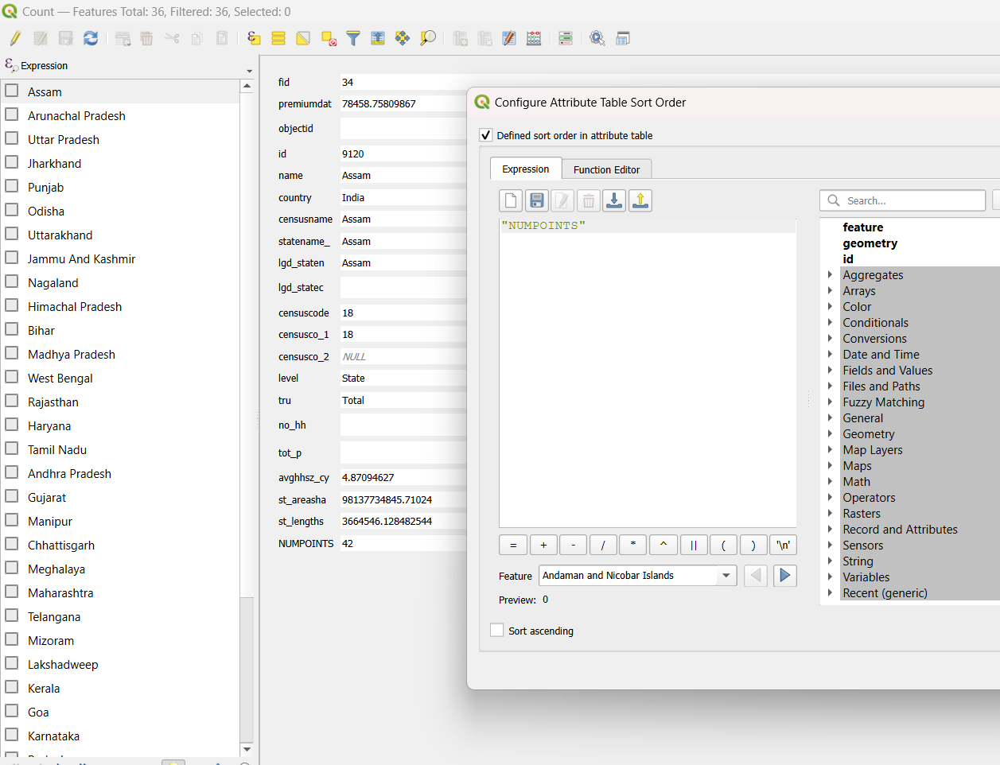 Count — Features Total: 36, Filtered: 36, Selected: 0
Expression
Assam
Arunachal Pradesh
Uttar Pradesh
Jharkhand
Punjab
Odisha
Uttarakhand
Jammu And Kashmir
Nagaland
Himachal Pradesh
Bihar
Madhya Pradesh
West Bengal
Rajasthan
Haryana
Tamil Nadu
Andhra Pradesh
Gujarat
Manipur
Chhattisgarh
Meghalaya
Maharashtra
Telangana
Mizoram
Lakshadweep
Kerala
Goa
Karnataka
fid 34
premiumdat 78458.75809867
objectid
id 9120
name Assam
country India
censusname Assam
statename_ Assam
lgd_staten Assam
lgd_statec
censuscode 18
censusco_1 18
censusco_2 NULL
level State
tru Total
no_hh
tot_p
avghhsz_cy 4.87094627
st_areasha 98137734845.71024
st_lengths 3664546.128482544
NUMPOINTS 42
Configure Attribute Table Sort Order
Defined sort order in attribute table
Expression Function Editor
"NUMPOINTS"
= + - / * ^ || ( ) '\n'
Feature Andaman and Nicobar Islands
Preview: 0
Sort ascending
Search...
feature
geometry
id
Aggregates
Arrays
Color
Conditionals
Conversions
Date and Time
Fields and Values
Files and Paths
Fuzzy Matching
General
Geometry
Map Layers
Maps
Math
Operators
Rasters
Record and Attributes
Sensors
String
Variables
Recent (generic)